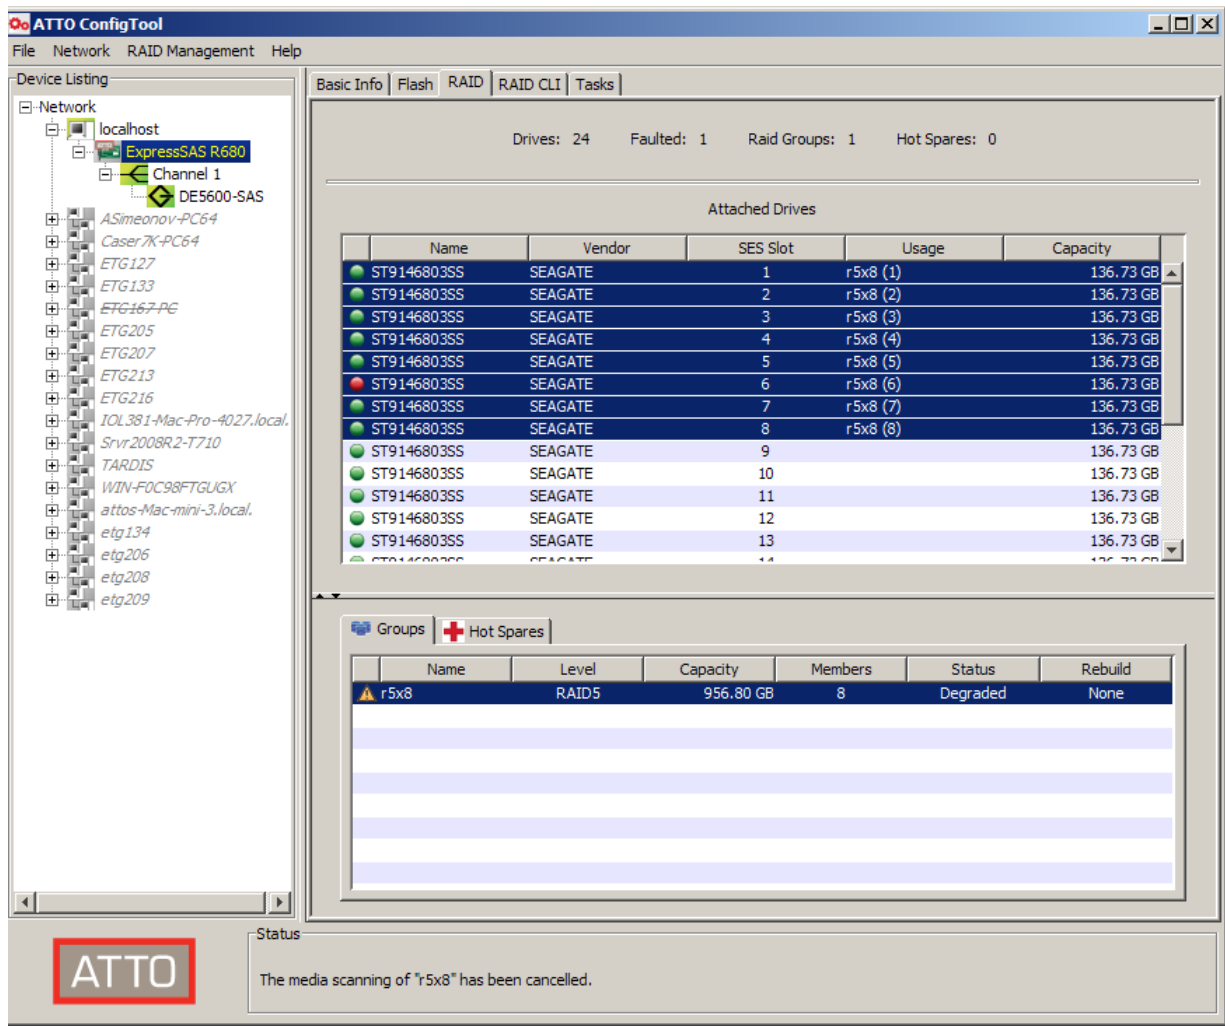 ATTO ConfigTool
File Network RAID Management Help
Device Listing
Network
localhost
ExpressSAS R680
Channel 1
DE5600-SAS
ASimeonov-PC64
Caser7K-PC64
ETG127
ETG133
ETG167-PC
ETG205
ETG207
ETG213
ETG216
IOL381-Mac-Pro-4027.local.
Srvr2008R2-T710
TARDIS
WIN-F0C98FTGUGX
attos-Mac-mini-3.local.
etg134
etg206
etg208
etg209
Basic Info Flash RAID RAID CLI Tasks
Drives: 24 Faulted: 1 Raid Groups: 1 Hot Spares: 0
Attached Drives
Name Vendor SES Slot Usage Capacity
ST9146803SS SEAGATE 1 r5x8 (1) 136.73 GB
ST9146803SS SEAGATE 2 r5x8 (2) 136.73 GB
ST9146803SS SEAGATE 3 r5x8 (3) 136.73 GB
ST9146803SS SEAGATE 4 r5x8 (4) 136.73 GB
ST9146803SS SEAGATE 5 r5x8 (5) 136.73 GB
ST9146803SS SEAGATE 6 r5x8 (6) 136.73 GB
ST9146803SS SEAGATE 7 r5x8 (7) 136.73 GB
ST9146803SS SEAGATE 8 r5x8 (8) 136.73 GB
ST9146803SS SEAGATE 9 136.73 GB
ST9146803SS SEAGATE 10 136.73 GB
ST9146803SS SEAGATE 11 136.73 GB
ST9146803SS SEAGATE 12 136.73 GB
ST9146803SS SEAGATE 13 136.73 GB
Groups Hot Spares
Name Level Capacity Members Status Rebuild
r5x8 RAID5 956.80 GB 8 Degraded None
ATTO
Status
The media scanning of "r5x8" has been cancelled.